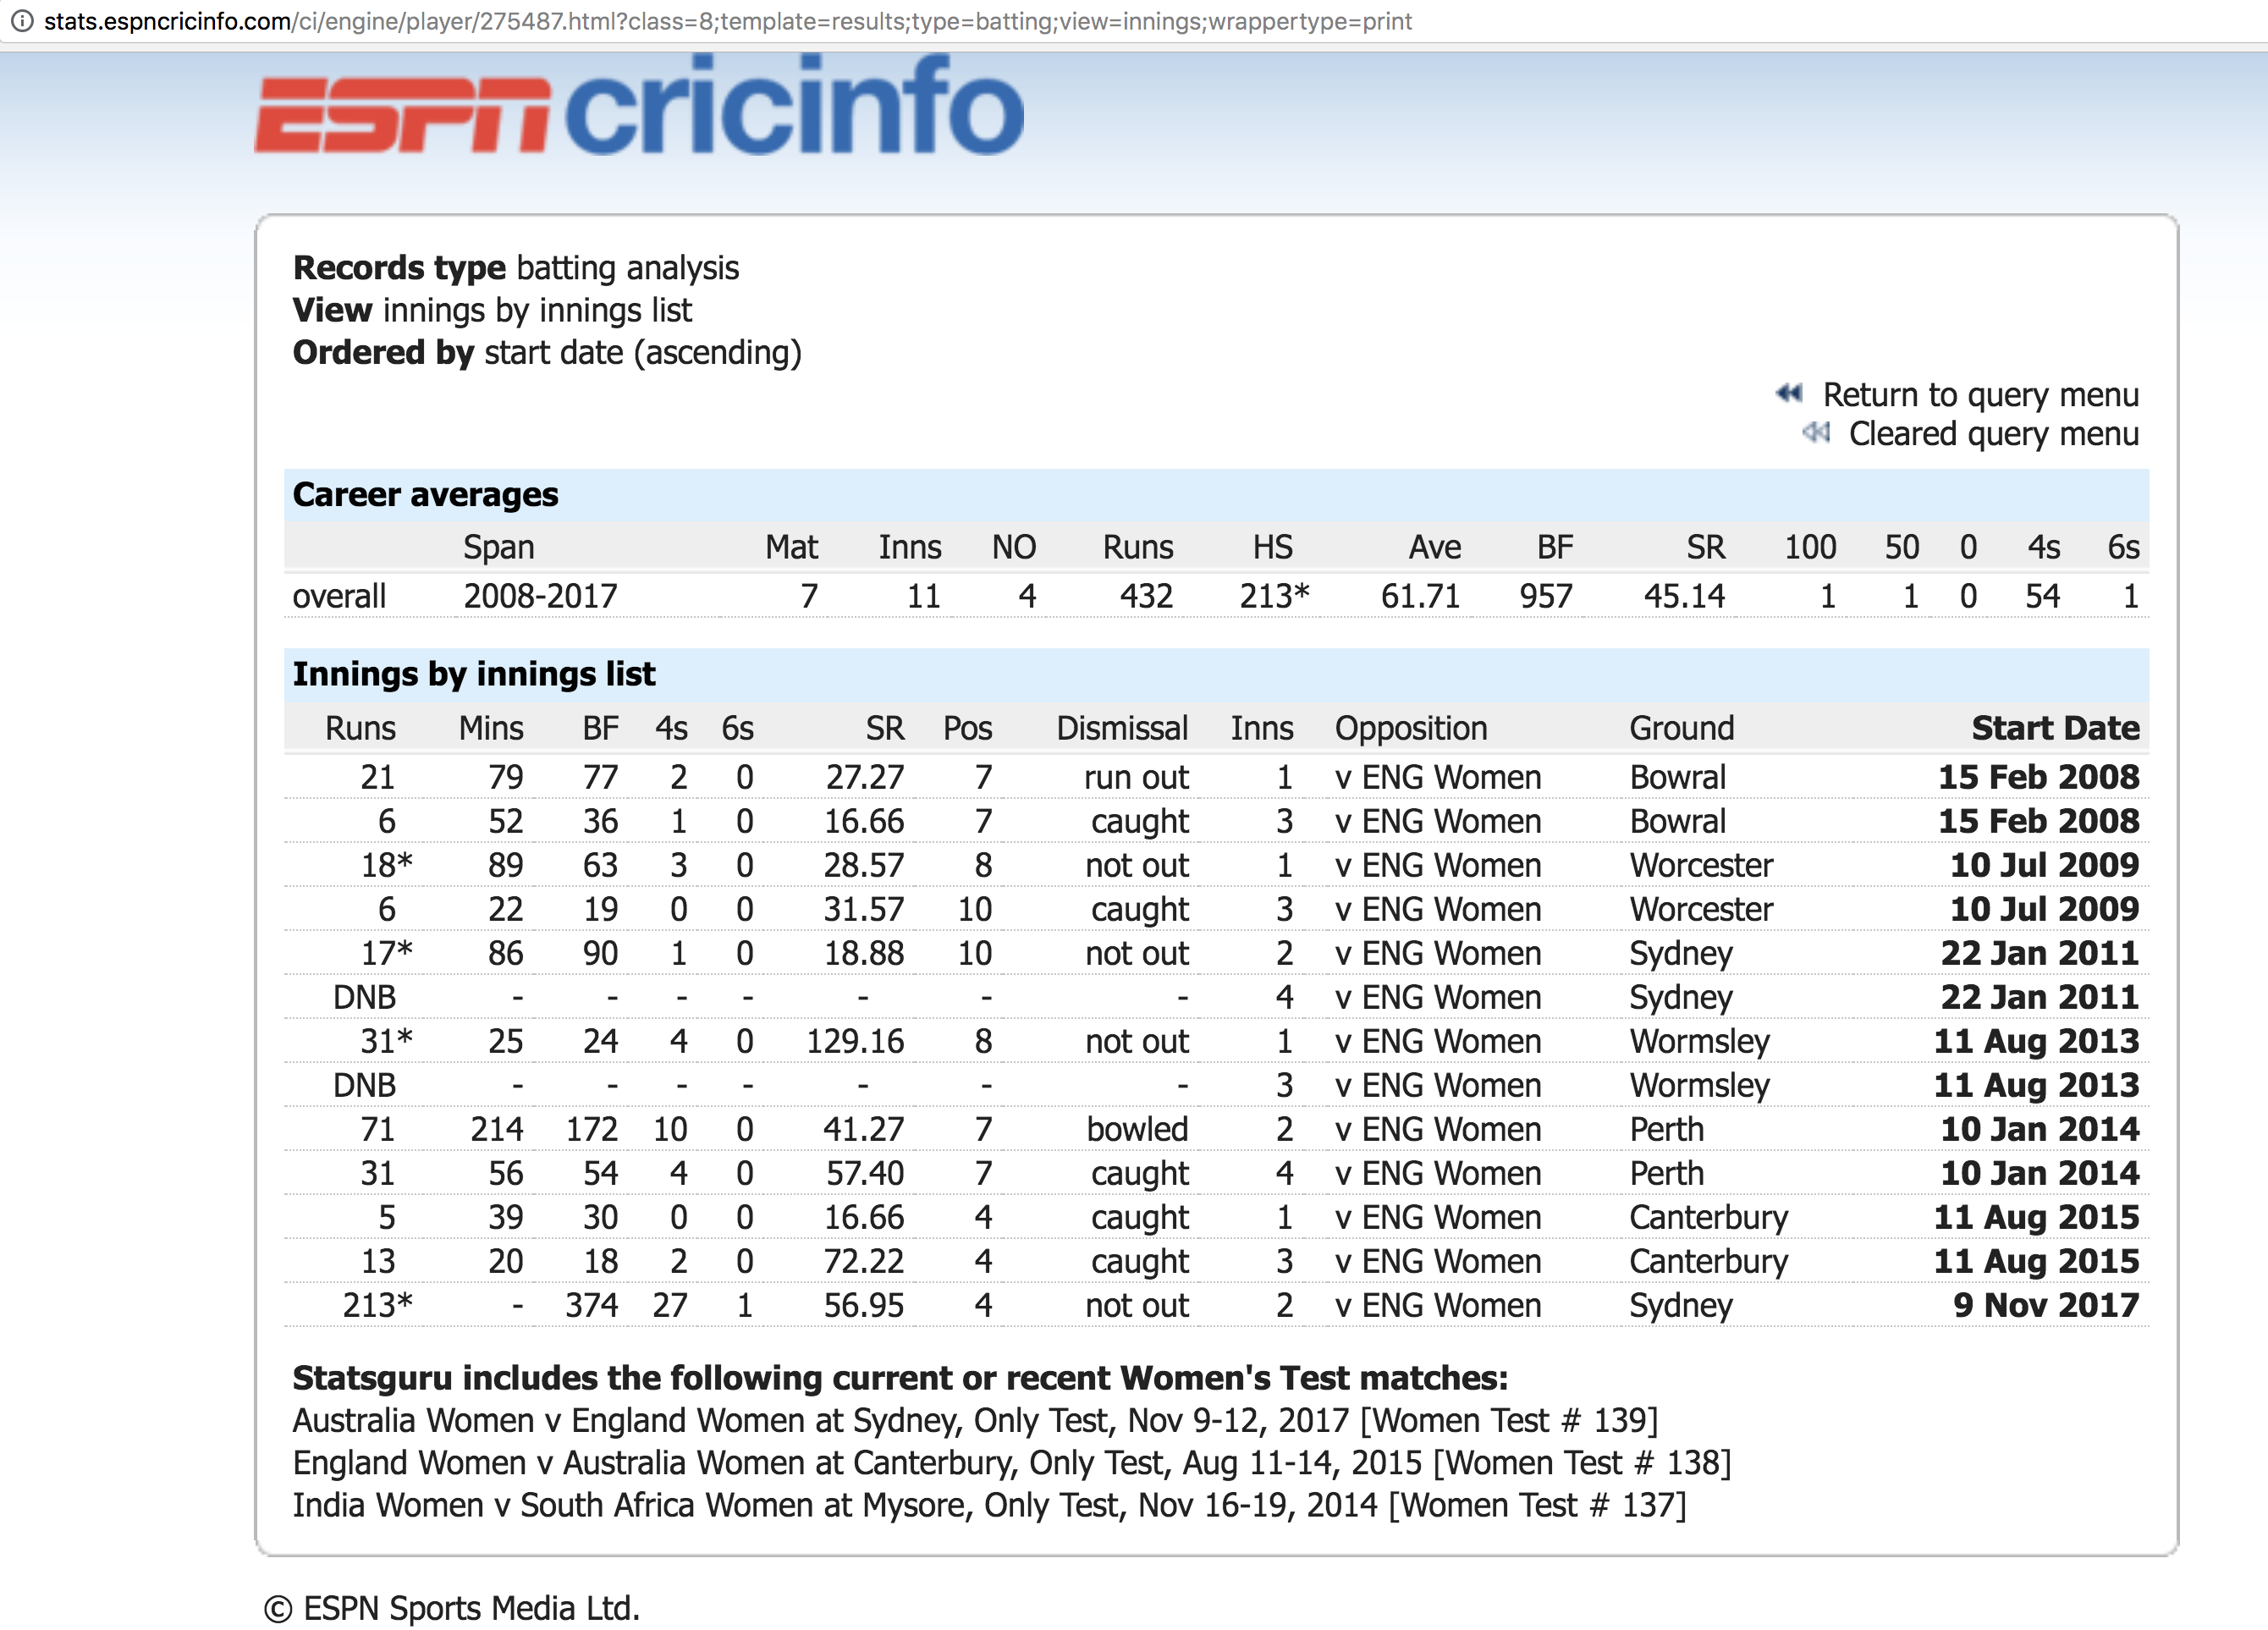 stats.espncricinfo.com/ci/engine/player/275487.html?class=8;template=results;type=batting;view=innings;wrappertype=print
ESPN cricinfo
Records type batting analysis
View innings by innings list
Ordered by start date (ascending)
Return to query menu
Cleared query menu
Career averages
Span Mat Inns NO Runs HS Ave BF SR 100 50 0 4s 6s
overall 2008-2017 7 11 4 432 213* 61.71 957 45.14 1 1 0 54 1
Innings by innings list
Runs Mins BF 4s 6s SR Pos Dismissal Inns Opposition Ground Start Date
21 79 77 2 0 27.27 7 run out 1 v ENG Women Bowral 15 Feb 2008
6 52 36 1 0 16.66 7 caught 3 v ENG Women Bowral 15 Feb 2008
18* 89 63 3 0 28.57 8 not out 1 v ENG Women Worcester 10 Jul 2009
6 22 19 0 0 31.57 10 caught 3 v ENG Women Worcester 10 Jul 2009
17* 86 90 1 0 18.88 10 not out 2 v ENG Women Sydney 22 Jan 2011
DNB - - - - - - - 4 v ENG Women Sydney 22 Jan 2011
31* 25 24 4 0 129.16 8 not out 1 v ENG Women Wormsley 11 Aug 2013
DNB - - - - - - - 3 v ENG Women Wormsley 11 Aug 2013
71 214 172 10 0 41.27 7 bowled 2 v ENG Women Perth 10 Jan 2014
31 56 54 4 0 57.40 7 caught 4 v ENG Women Perth 10 Jan 2014
5 39 30 0 0 16.66 4 caught 1 v ENG Women Canterbury 11 Aug 2015
13 20 18 2 0 72.22 4 caught 3 v ENG Women Canterbury 11 Aug 2015
213* - 374 27 1 56.95 4 not out 2 v ENG Women Sydney 9 Nov 2017
Statsguru includes the following current or recent Women's Test matches:
Australia Women v England Women at Sydney, Only Test, Nov 9-12, 2017 [Women Test # 139]
England Women v Australia Women at Canterbury, Only Test, Aug 11-14, 2015 [Women Test # 138]
India Women v South Africa Women at Mysore, Only Test, Nov 16-19, 2014 [Women Test # 137]
© ESPN Sports Media Ltd.